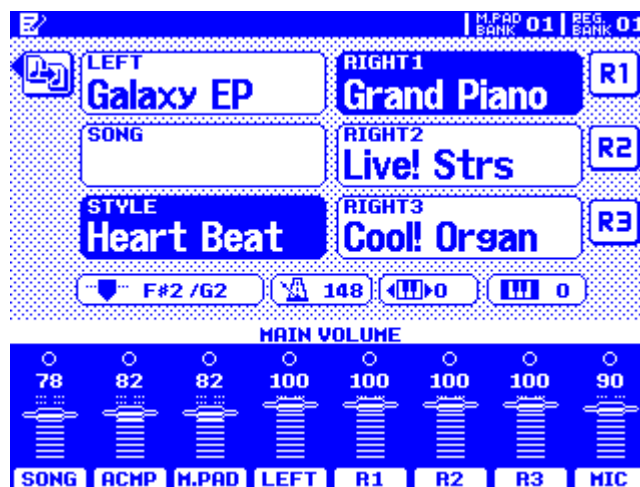 M.PAD BANK 01 REG. BANK 01
LEFT
Galaxy EP
RIGHT1
Grand Piano
R1
SONG
RIGHT2
Live! Strs
R2
STYLE
Heart Beat
RIGHT3
Cool! Organ
R3
F#2 /G2 148 0 0
MAIN VOLUME
78 82 82 100 100 100 100 90
SONG ACMP M.PAD LEFT R1 R2 R3 MIC